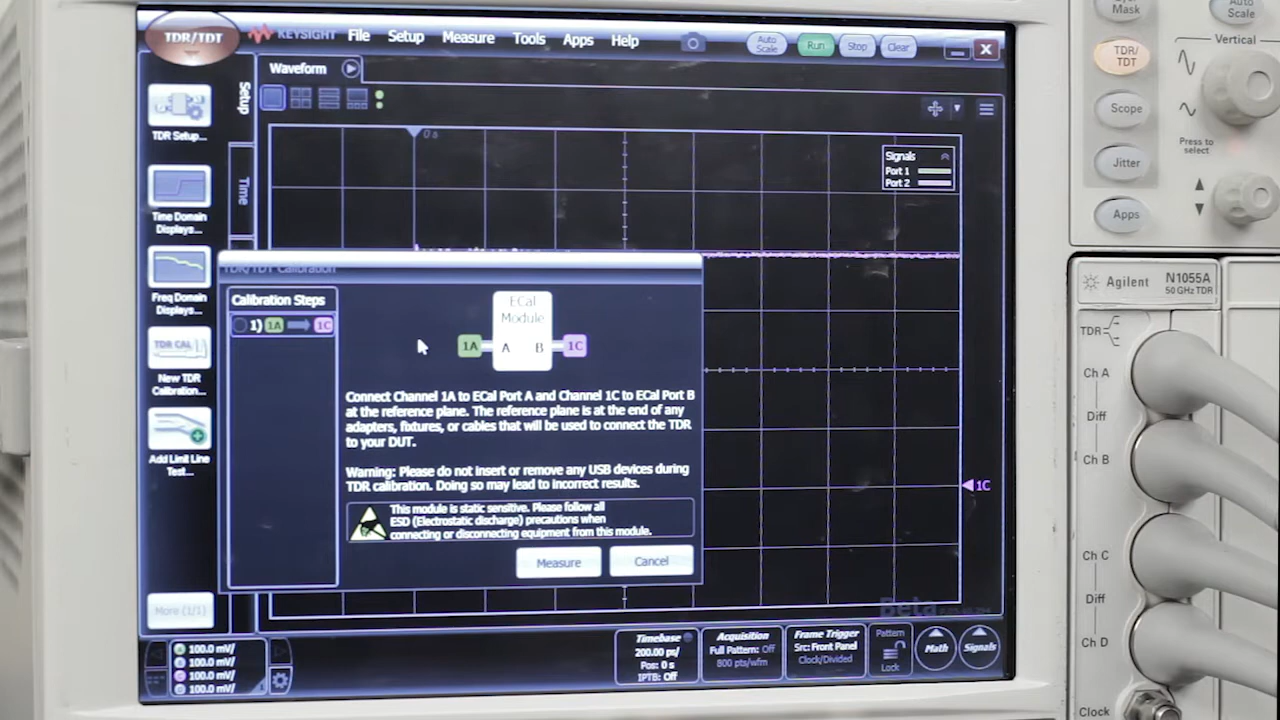 TDR/TDT
KEYSIGHT
File Setup Measure Tools Apps Help
Auto
Scale
Run
Stop
Clear
X
Waveform
Setup
Time
TDR Setup...
Time Domain
Displays...
Freq Domain
Displays...
TDR CAL
New TDR
Calibration...
Add Limit Line
Test...
More (1/1)
0 s
Signals
Port 1
Port 2
1C
TDR/TDT Calibration
Calibration Steps
1) 1A 1C
ECal
Module
1A A B 1C
Connect Channel 1A to ECal Port A and Channel 1C to ECal Port B
at the reference plane. The reference plane is at the end of any
adapters, fixtures, or cables that will be used to connect the TDR
to your DUT.
Warning: Please do not insert or remove any USB devices during
TDR calibration. Doing so may lead to incorrect results.
This module is static sensitive. Please follow all
ESD (Electrostatic discharge) precautions when
connecting or disconnecting equipment from this module.
Measure
Cancel
Beta
100.0 mV/
100.0 mV/
100.0 mV/
100.0 mV/
Timebase
200.00 ps/
Pos: 0 s
IPTB: Off
Acquisition
Full Pattern: Off
800 pts/wfm
Frame Trigger
Src: Front Panel
Clock/Divided
Pattern
Lock
Math
Signals
Mask
TDR/
TDT
Scope
Jitter
Apps
Auto
Scale
Vertical
Press to
select
Agilent
N1055A
50 GHz TDR
TDR
Ch A
Diff
Ch B
Ch C
Diff
Ch D
Clock